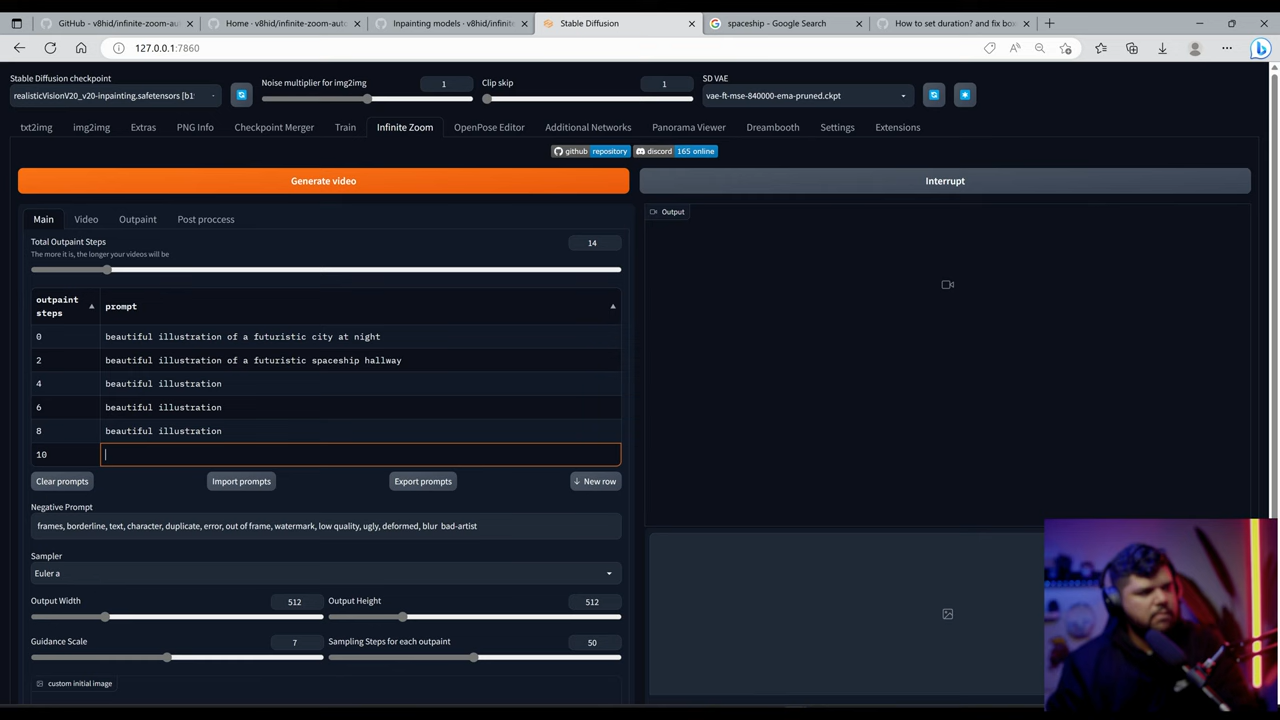 GitHub - v8hid/infinite-zoom-aut
Home · v8hid/infinite-zoom-autom
Inpainting models · v8hid/infinite
Stable Diffusion
spaceship - Google Search
How to set duration? and fix box
127.0.0.1:7860
Stable Diffusion checkpoint
realisticVisionV20_v20-inpainting.safetensors [b1
Noise multiplier for img2img
1
Clip skip
1
SD VAE
vae-ft-mse-840000-ema-pruned.ckpt
txt2img
img2img
Extras
PNG Info
Checkpoint Merger
Train
Infinite Zoom
OpenPose Editor
Additional Networks
Panorama Viewer
Dreambooth
Settings
Extensions
github repository
discord 165 online
Generate video
Interrupt
Main
Video
Outpaint
Post proccess
Output
Total Outpaint Steps
14
The more it is, the longer your videos will be
outpaint steps
prompt
0 beautiful illustration of a futuristic city at night
2 beautiful illustration of a futuristic spaceship hallway
4 beautiful illustration
6 beautiful illustration
8 beautiful illustration
10
Clear prompts
Import prompts
Export prompts
↓ New row
Negative Prompt
frames, borderline, text, character, duplicate, error, out of frame, watermark, low quality, ugly, deformed, blur bad-artist
Sampler
Euler a
Output Width
512
Output Height
512
Guidance Scale
7
Sampling Steps for each outpaint
50
custom initial image